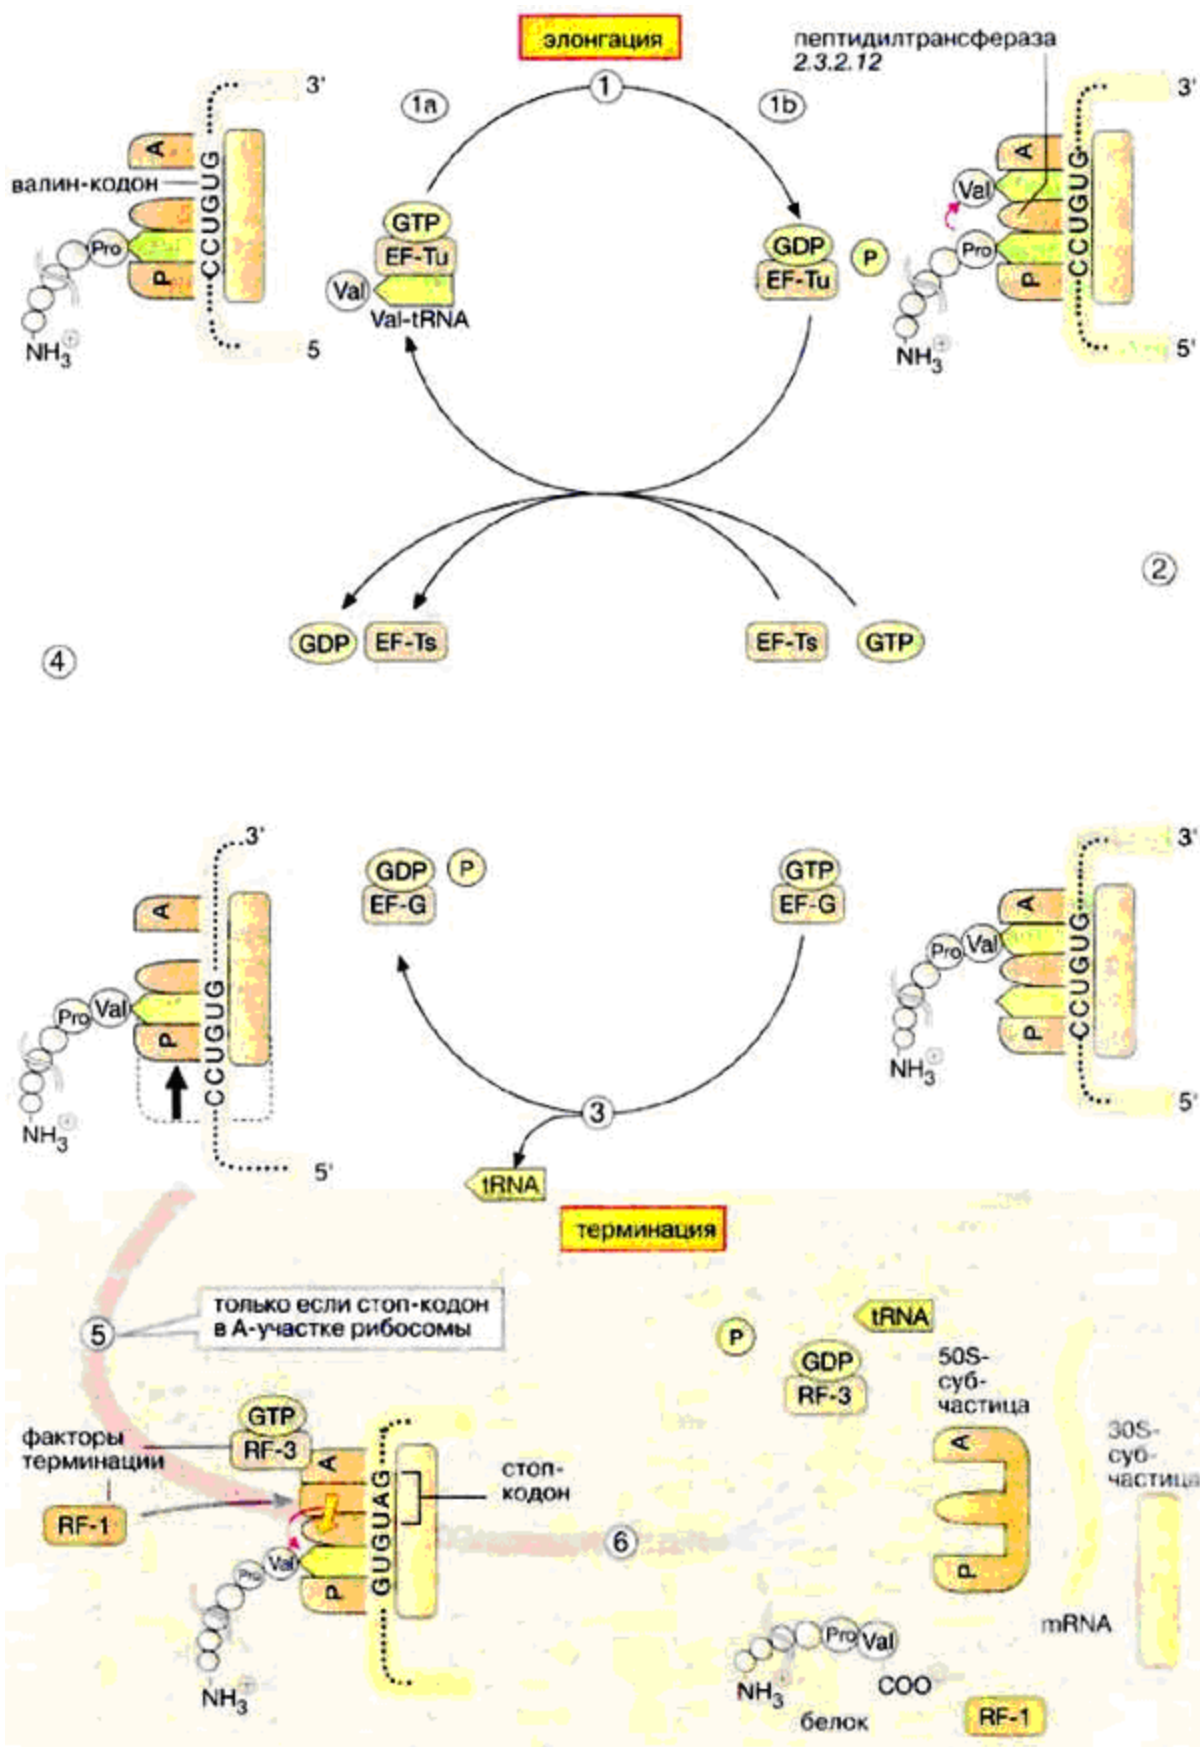 элонгация
пептидилтрансфераза
2.3.2.12
1
1a
1b
3'
3'
A
валин-кодон
CCUGUG
Pro
P
NH3+
5
GTP
EF-Tu
Val
Val-tRNA
GDP
EF-Tu
P
A
Val
Pro
P
CCUGUG
NH3+
5'
2
GDP
EF-Ts
EF-Ts
GTP
4
3'
A
Pro
Val
P
CCUGUG
NH3+
5'
GDP
P
EF-G
GTP
EF-G
3
tRNA
3'
A
Pro
Val
P
CCUGUG
NH3+
5'
терминация
5
только если стоп-кодон
в А-участке рибосомы
факторы
терминации
GTP
RF-3
RF-1
A
Val
Pro
P
GUGUAG
стоп-
кодон
NH3+
6
P
tRNA
GDP
RF-3
50S-
суб-
частица
A
P
30S-
суб-
частица
mRNA
Pro
Val
NH3+
COO
белок
RF-1